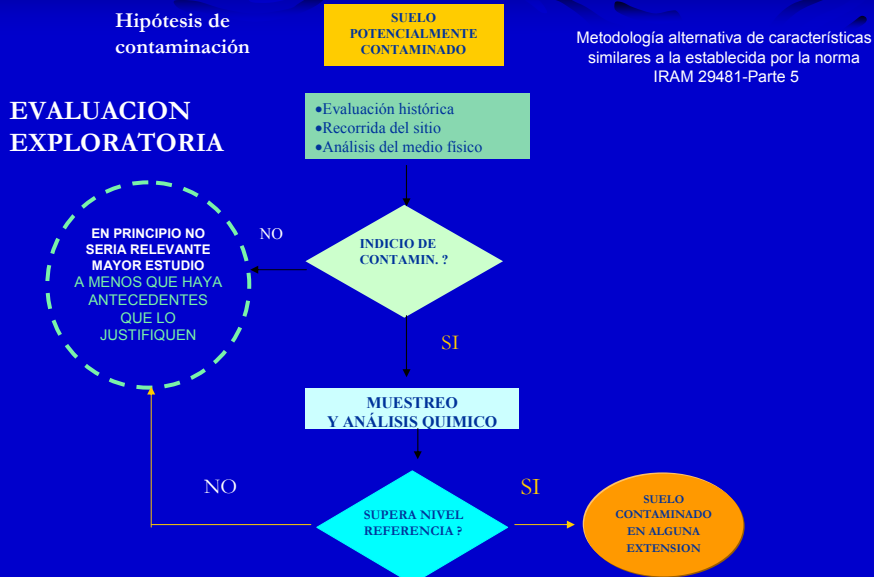 Hipótesis de
contaminación
SUELO
POTENCIALMENTE
CONTAMINADO
Metodología alternativa de características
similares a la establecida por la norma
IRAM 29481-Parte 5
EVALUACION
EXPLORATORIA
•Evaluación histórica
•Recorrida del sitio
•Análisis del medio físico
EN PRINCIPIO NO
SERIA RELEVANTE
MAYOR ESTUDIO
A MENOS QUE HAYA
ANTECEDENTES
QUE LO
JUSTIFIQUEN
NO
INDICIO DE
CONTAMIN. ?
SI
MUESTREO
Y ANÁLISIS QUIMICO
NO
SUPERA NIVEL
REFERENCIA ?
SI
SUELO
CONTAMINADO
EN ALGUNA
EXTENSION